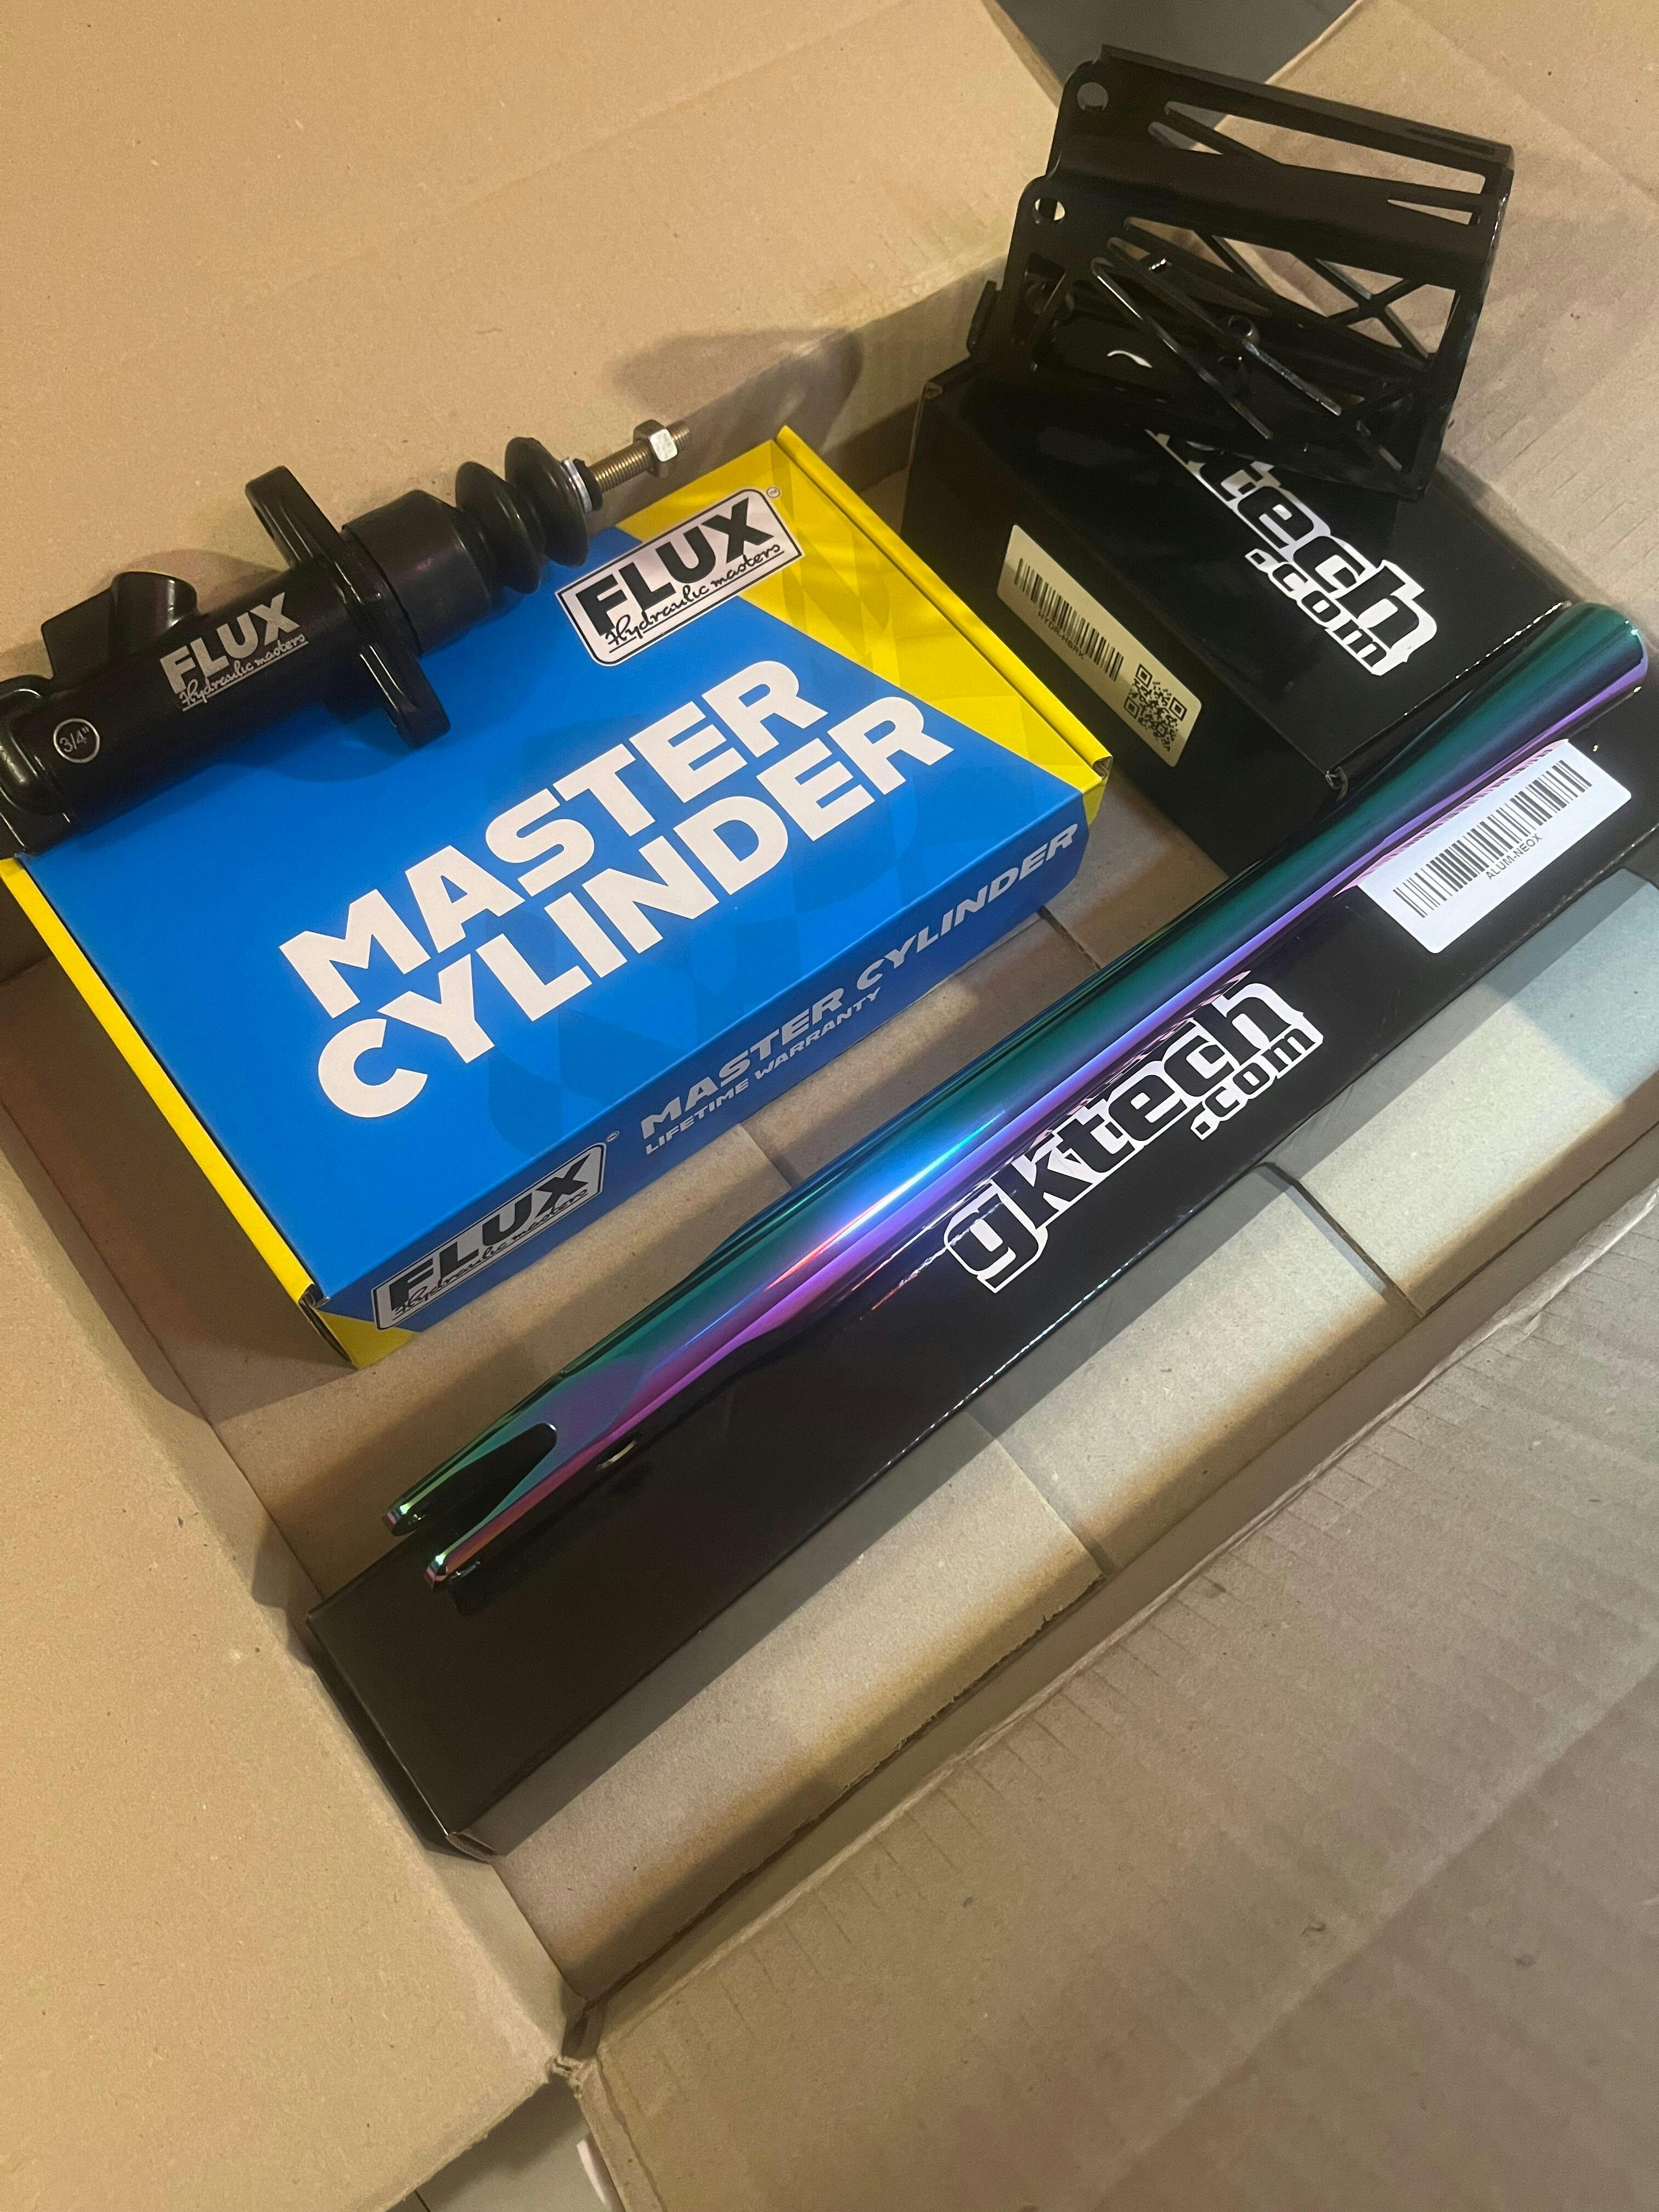 FLUX
Hydraulic masters
3/4"
FLUX
Hydraulic masters
MASTER
CYLINDER
MASTER CYLINDER
LIFETIME WARRANTY
FLUX
Hydraulic masters
tech
.com
ALUM-NEOX
gktech
.com